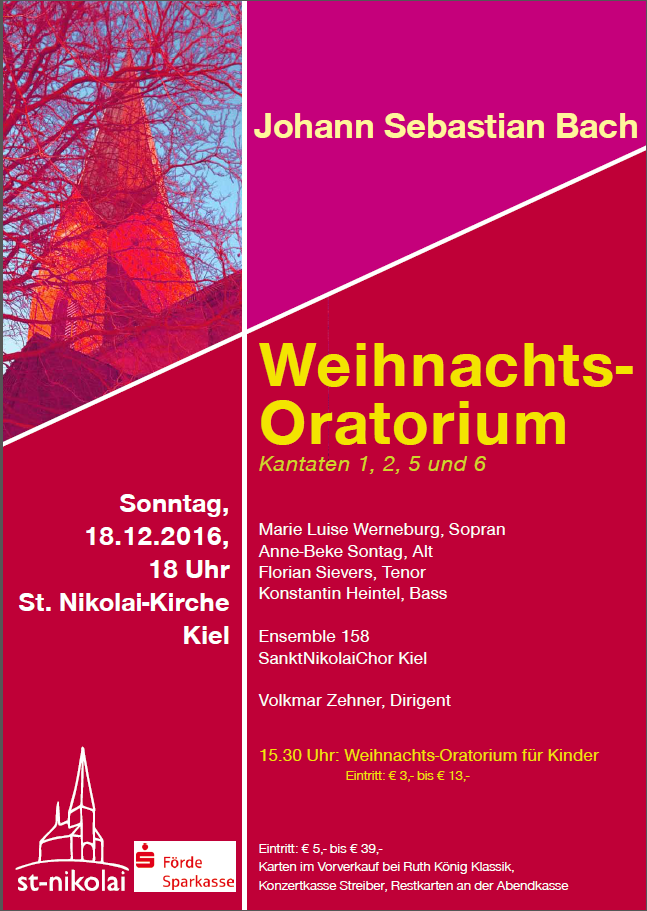 Johann Sebastian Bach
Weihnachts-
Oratorium
Kantaten 1, 2, 5 und 6
Sonntag,
18.12.2016,
18 Uhr
St. Nikolai-Kirche
Kiel
Marie Luise Werneburg, Sopran
Anne-Beke Sontag, Alt
Florian Sievers, Tenor
Konstantin Heintel, Bass
Ensemble 158
SanktNikolaiChor Kiel
Volkmar Zehner, Dirigent
15.30 Uhr: Weihnachts-Oratorium für Kinder
Eintritt: € 3,- bis € 13,-
Eintritt: € 5,- bis € 39,-
Karten im Vorverkauf bei Ruth König Klassik,
Konzertkasse Streiber, Restkarten an der Abendkasse
st-nikolai
Förde
Sparkasse